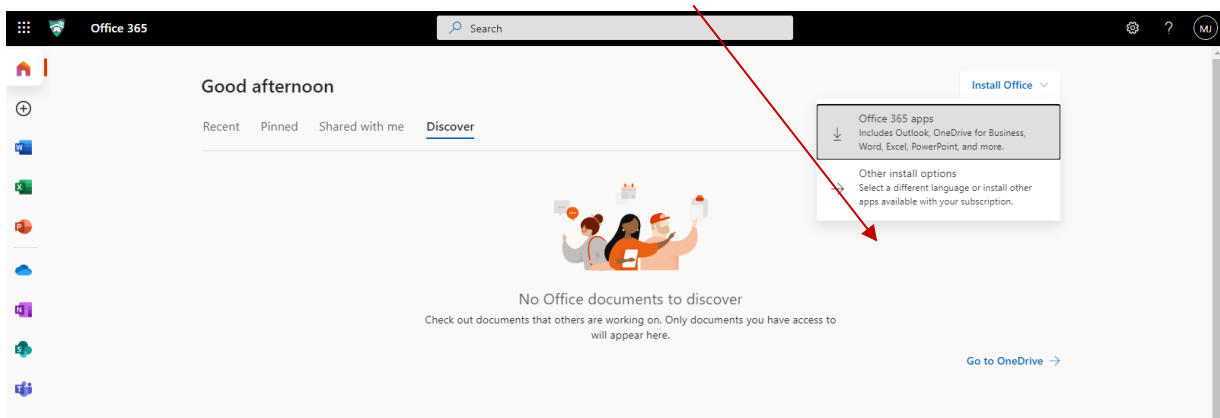 Office 365
Search
?
MJ
Good afternoon
Install Office
Recent Pinned Shared with me Discover
Office 365 apps
Includes Outlook, OneDrive for Business,
Word, Excel, PowerPoint, and more.
Other install options
Select a different language or install other
apps available with your subscription.
No Office documents to discover
Check out documents that others are working on. Only documents you have access to
will appear here.
Go to OneDrive →